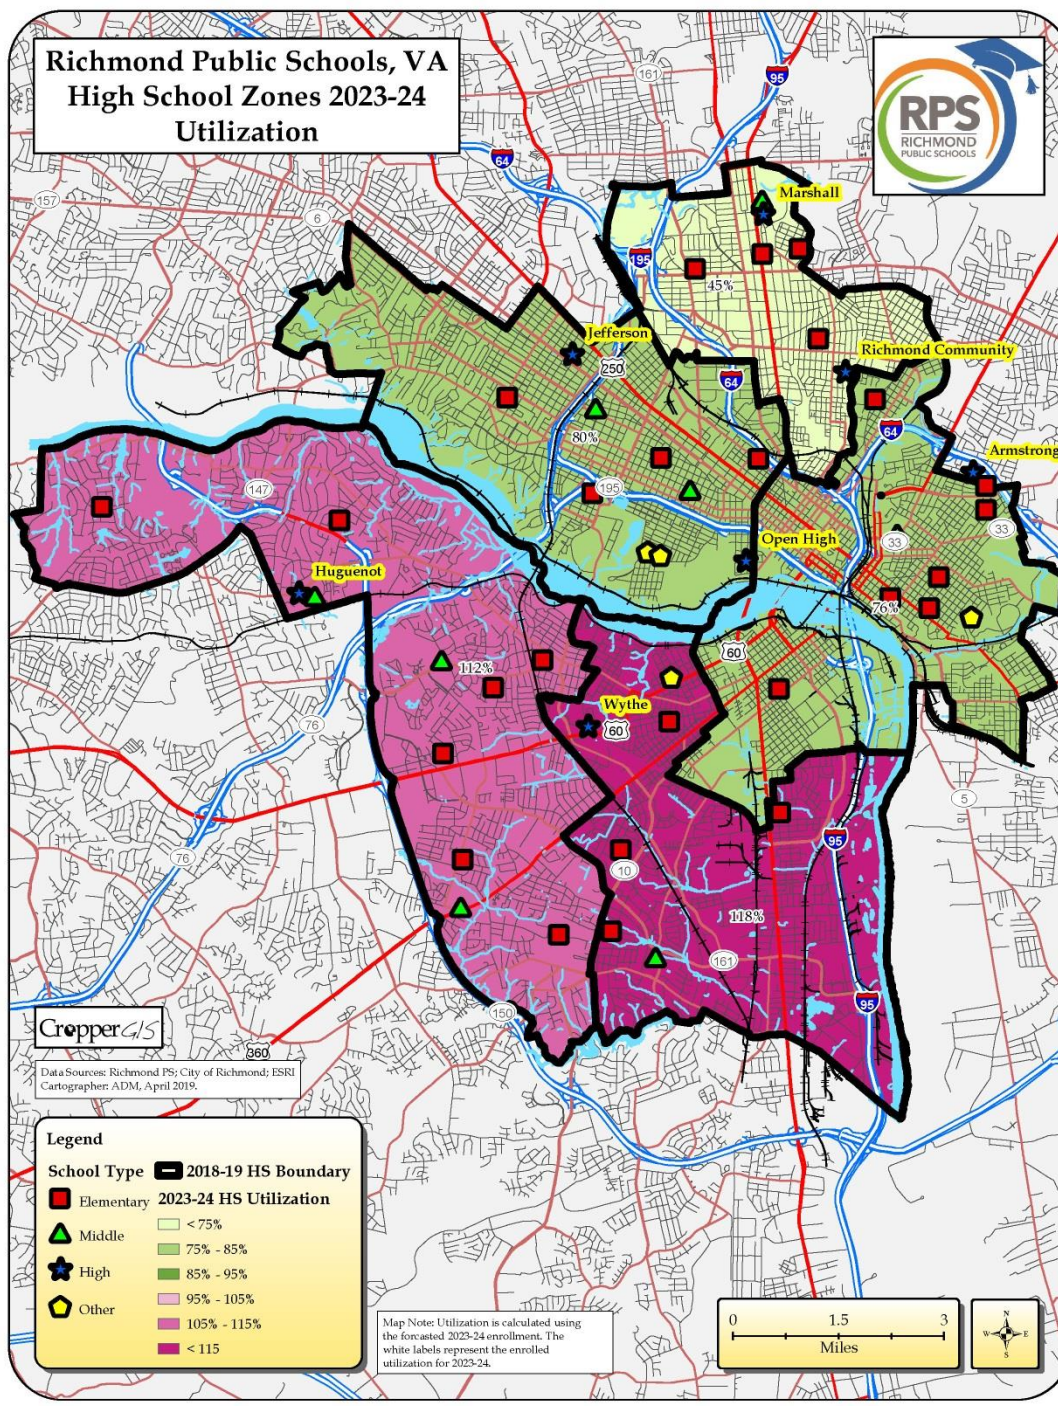 Richmond Public Schools, VA
High School Zones 2023-24
Utilization
RPS
RICHMOND
PUBLIC SCHOOLS
161
95
64
157
6
Marshall
195
45%
Jefferson
250
Richmond Community
64
80%
64
Armstrong
147
195
33
33
Open High
Huguenot
76%
60
112%
Wythe
60
76
5
76
95
10
118%
161
95
150
360
Cropper GIS
Data Sources: Richmond PS; City of Richmond; ESRI
Cartographer: ADM, April 2019.
Legend
School Type
Elementary
Middle
High
Other
2018-19 HS Boundary
2023-24 HS Utilization
< 75%
75% - 85%
85% - 95%
95% - 105%
105% - 115%
< 115
Map Note: Utilization is calculated using
the forcasted 2023-24 enrollment. The
white labels represent the enrolled
utilization for 2023-24.
0 1.5 3
Miles
N
W E
S